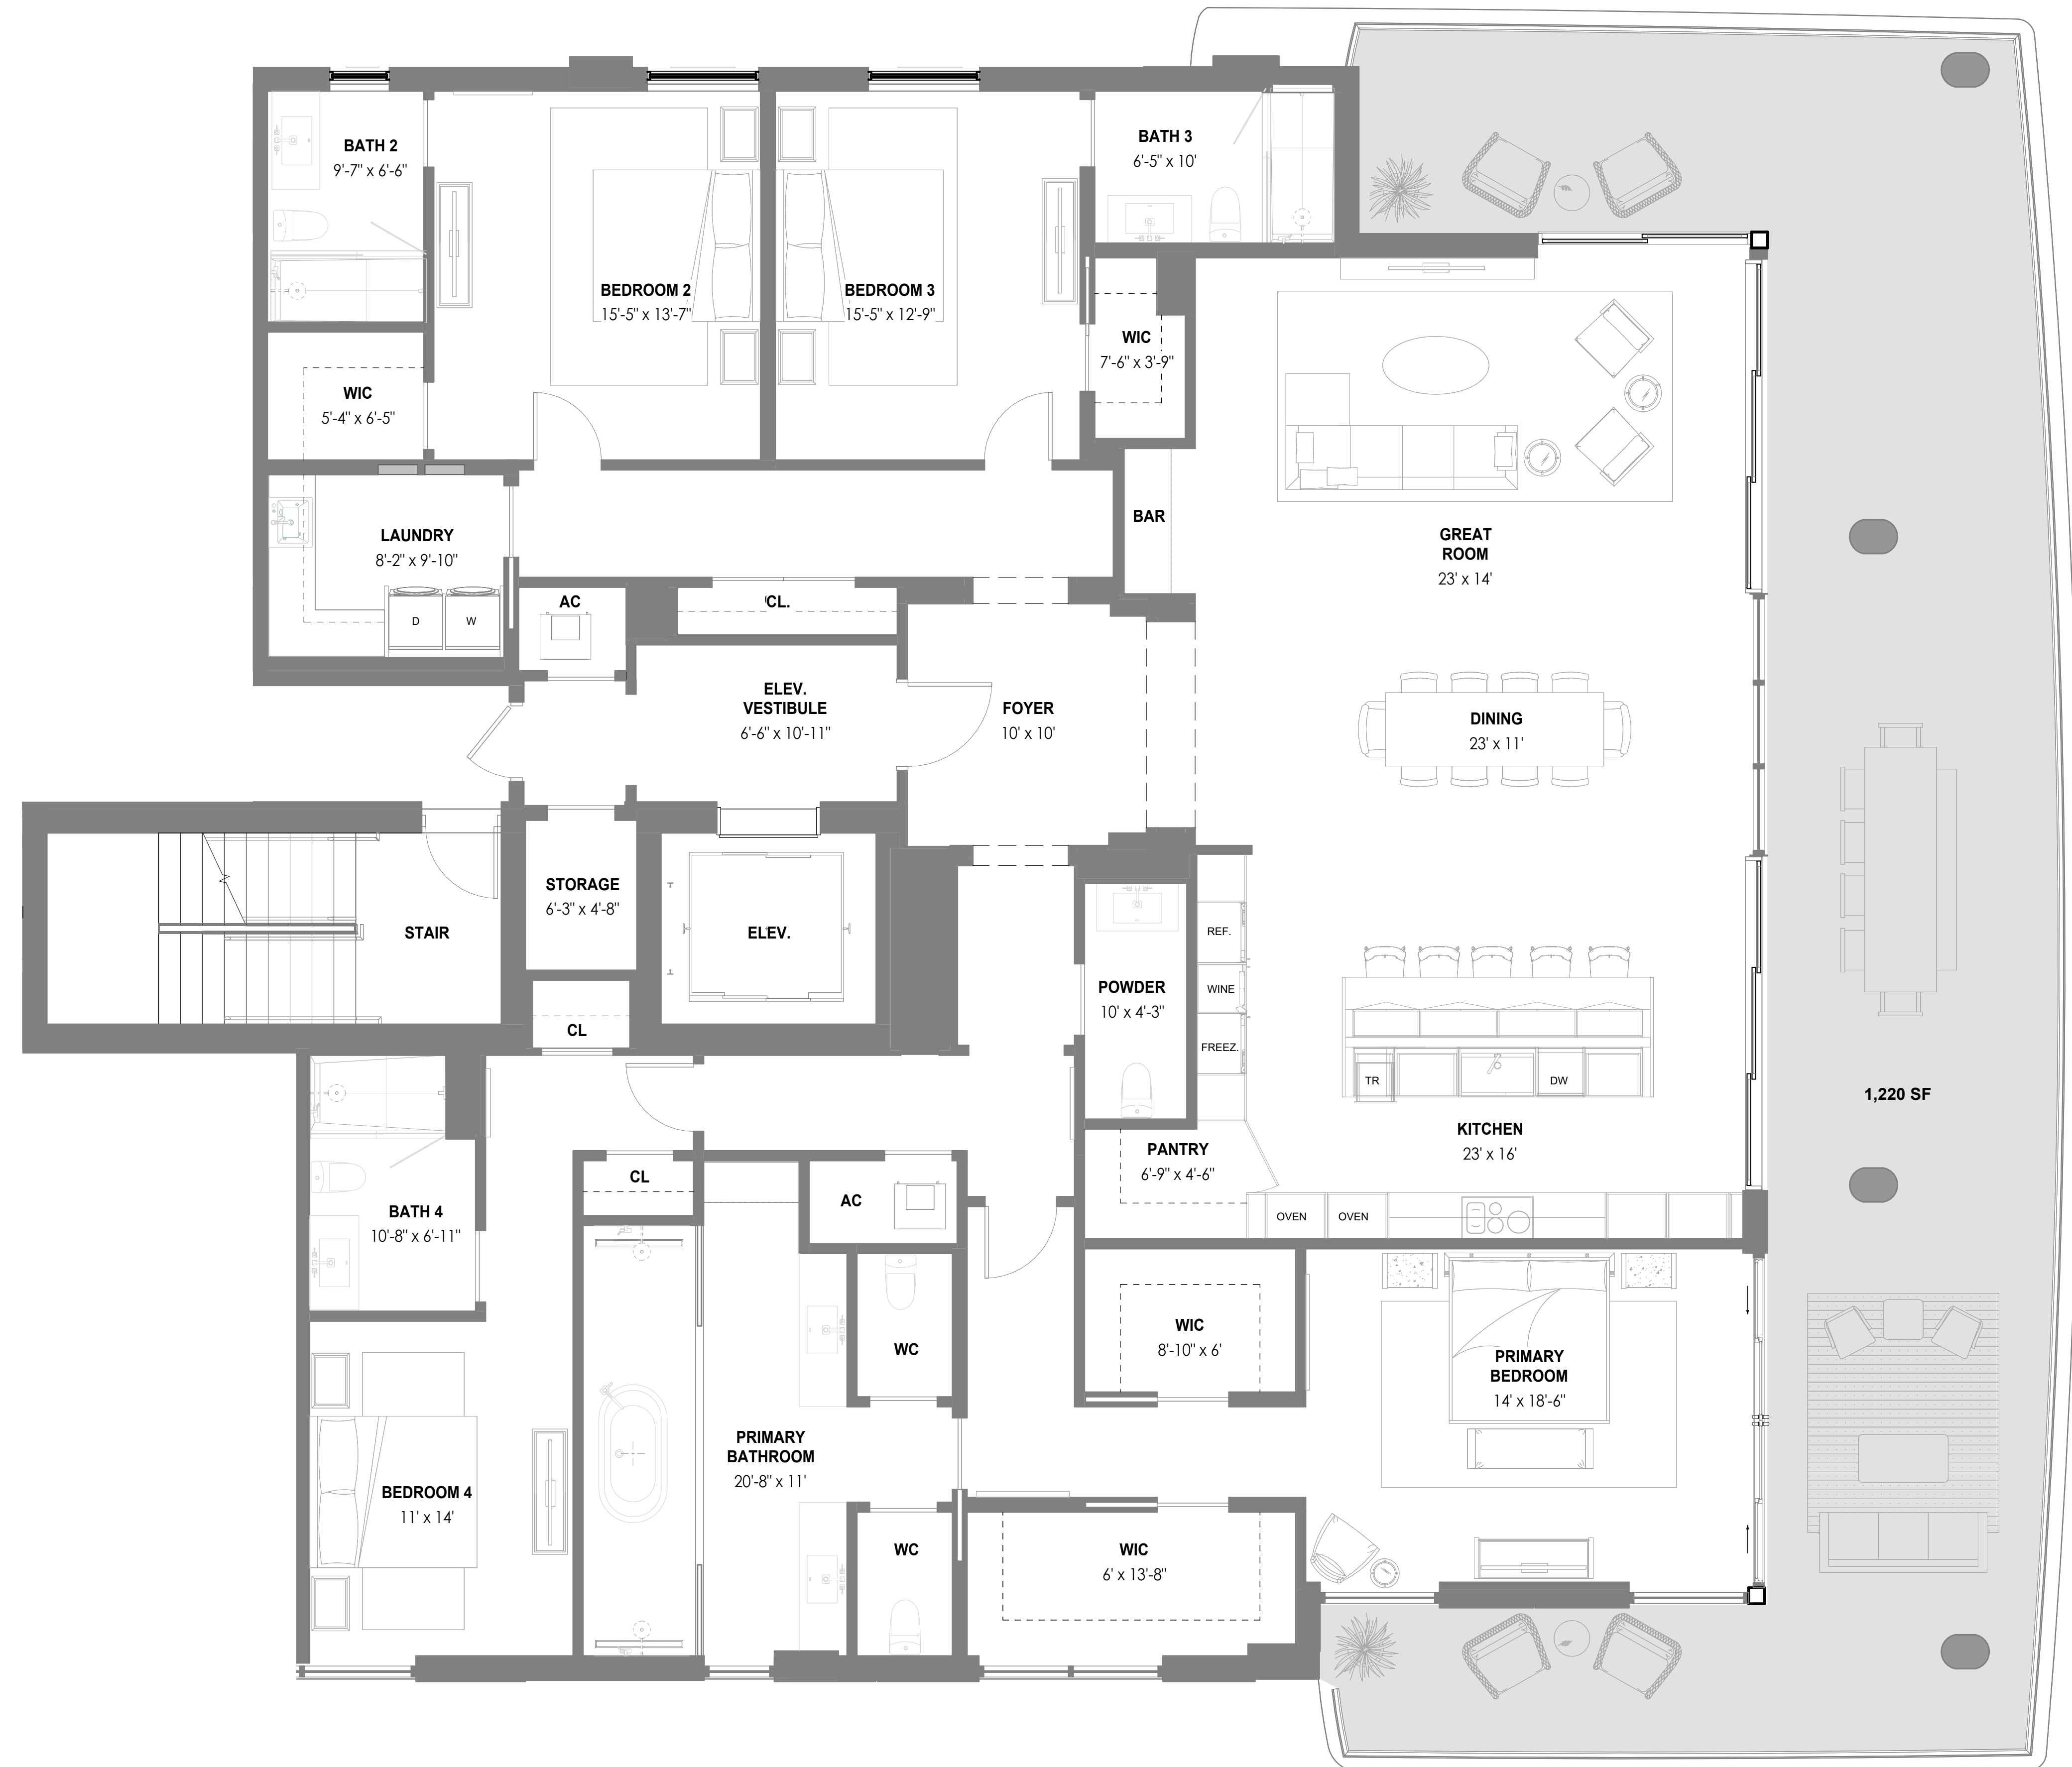 BATH 2
9'-7" x 6'-6"
BEDROOM 2
15'-5" x 13'-7"
BEDROOM 3
15'-5" x 12'-9"
BATH 3
6'-5" x 10'
WIC
7'-6" x 3'-9"
WIC
5'-4" x 6'-5"
LAUNDRY
8'-2" x 9'-10"
D
W
AC
CL.
BAR
GREAT
ROOM
23' x 14'
ELEV.
VESTIBULE
6'-6" x 10'-11"
FOYER
10' x 10'
DINING
23' x 11'
STORAGE
6'-3" x 4'-8"
STAIR
ELEV.
CL
POWDER
10' x 4'-3"
REF.
WINE
FREEZ.
TR
DW
1,220 SF
KITCHEN
23' x 16'
PANTRY
6'-9" x 4'-6"
OVEN
OVEN
CL
AC
BATH 4
10'-8" x 6'-11"
WC
WIC
8'-10" x 6'
PRIMARY
BEDROOM
14' x 18'-6"
PRIMARY
BATHROOM
20'-8" x 11'
BEDROOM 4
11' x 14'
WC
WIC
6' x 13'-8"